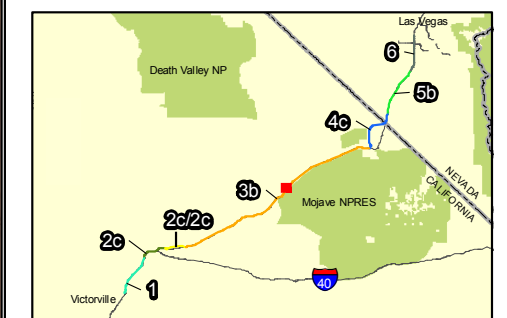 Las Vegas
6
Death Valley NP
5b
4c
NEVADA
CALIFORNIA
3b
Mojave NPRES
2c/2c
2c
40
1
Victorville